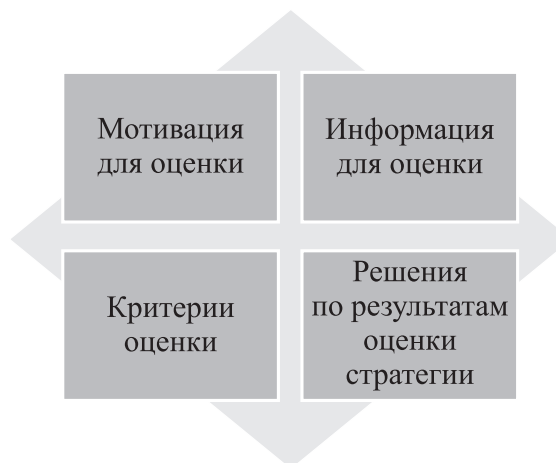 Мотивация
для оценки
Информация
для оценки
Критерии
оценки
Решения
по результатам
оценки
стратегии